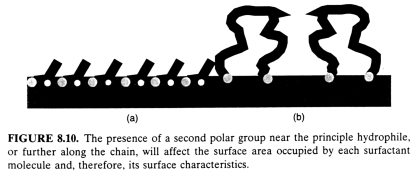 (a) (b)
FIGURE 8.10. The presence of a second polar group near the principle hydrophile,
or further along the chain, will affect the surface area occupied by each surfactant
molecule and, therefore, its surface characteristics.